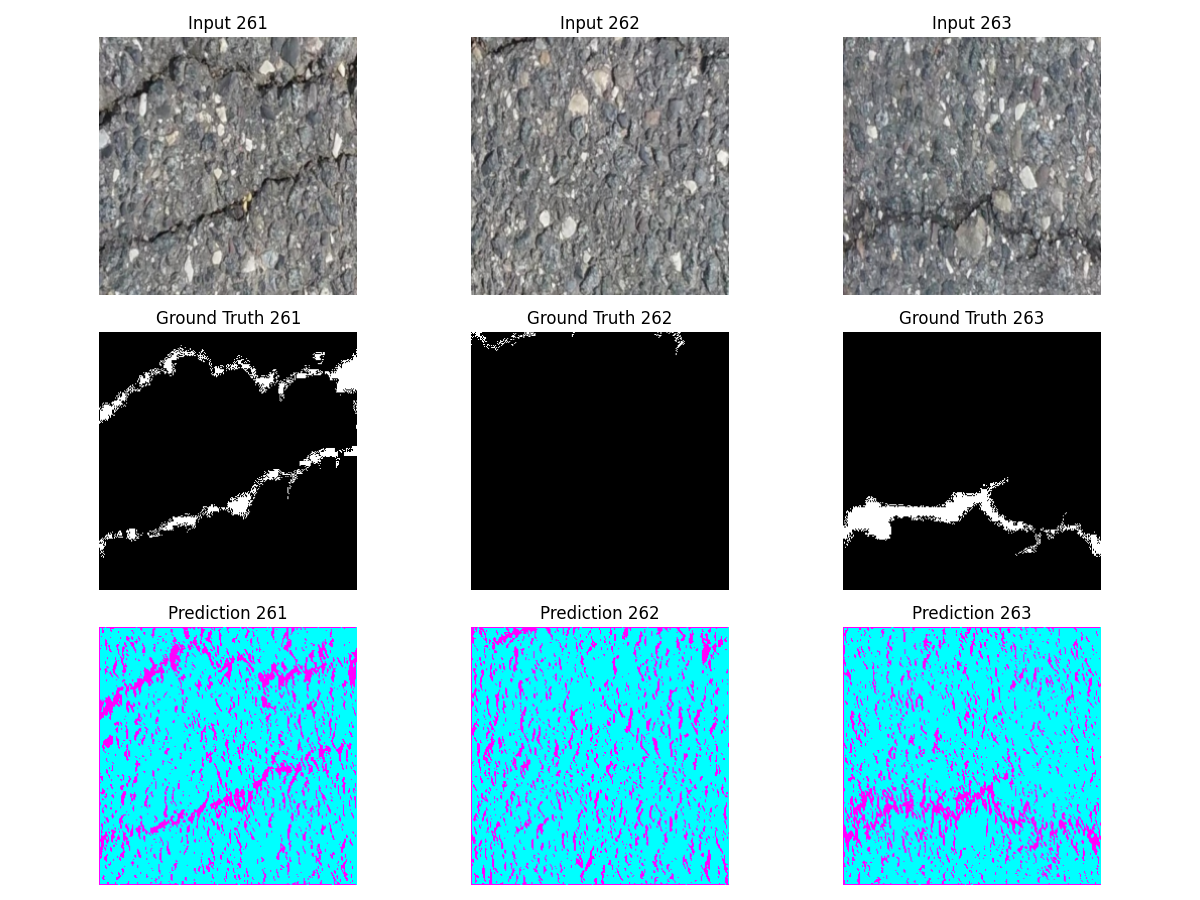 Input 261
Input 262
Input 263
Ground Truth 261
Ground Truth 262
Ground Truth 263
Prediction 261
Prediction 262
Prediction 263